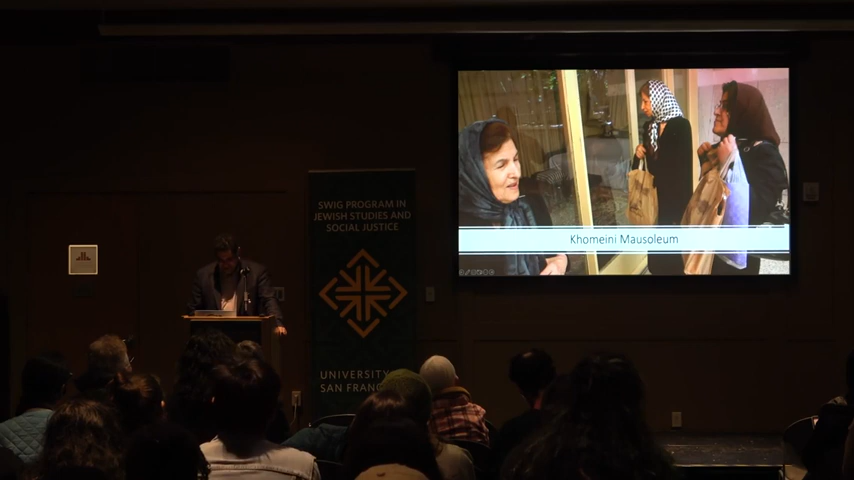 SWIG PROGRAM IN
JEWISH STUDIES AND
SOCIAL JUSTICE
UNIVERSITY
SAN FRANC
Khomeini Mausoleum